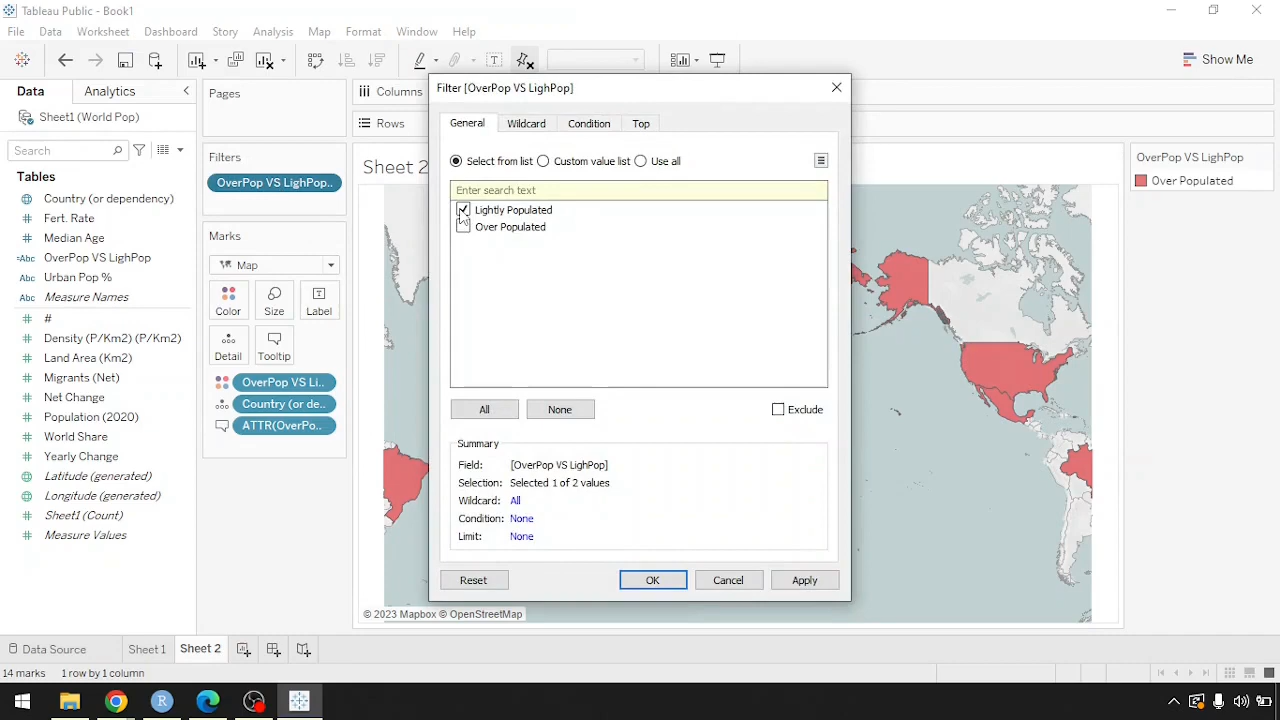 Tableau Public - Book1
File Data Worksheet Dashboard Story Analysis Map Format Window Help
Show Me
Data Analytics
Sheet1 (World Pop)
Search
Tables
Country (or dependency)
Fert. Rate
Median Age
=Abc OverPop VS LighPop
Abc Urban Pop %
Abc Measure Names
#
Density (P/Km2) (P/Km2)
Land Area (Km2)
Migrants (Net)
Net Change
Population (2020)
World Share
Yearly Change
Latitude (generated)
Longitude (generated)
Sheet1 (Count)
Measure Values
Pages
Filters
OverPop VS LighPop..
Marks
Map
Color Size Label
Detail Tooltip
OverPop VS Li..
Country (or de..
ATTR(OverPo..
Columns
Rows
Sheet 2
Filter [OverPop VS LighPop]
General Wildcard Condition Top
Select from list Custom value list Use all
Enter search text
Lightly Populated
Over Populated
All None Exclude
Summary
Field: [OverPop VS LighPop]
Selection: Selected 1 of 2 values
Wildcard: All
Condition: None
Limit: None
Reset OK Cancel Apply
© 2023 Mapbox © OpenStreetMap
OverPop VS LighPop
Over Populated
Data Source Sheet 1 Sheet 2
14 marks 1 row by 1 column